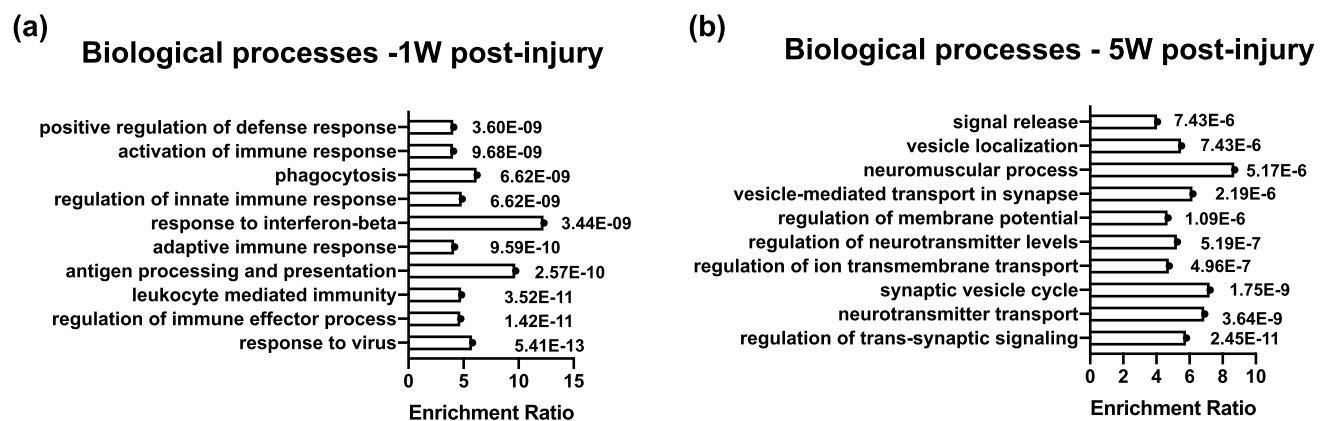 (a)
Biological processes -1W post-injury
positive regulation of defense response 3.60E-09
activation of immune response 9.68E-09
phagocytosis 6.62E-09
regulation of innate immune response 6.62E-09
response to interferon-beta 3.44E-09
adaptive immune response 9.59E-10
antigen processing and presentation 2.57E-10
leukocyte mediated immunity 3.52E-11
regulation of immune effector process 1.42E-11
response to virus 5.41E-13
0 5 10 15
Enrichment Ratio
(b)
Biological processes - 5W post-injury
signal release 7.43E-6
vesicle localization 7.43E-6
neuromuscular process 5.17E-6
vesicle-mediated transport in synapse 2.19E-6
regulation of membrane potential 1.09E-6
regulation of neurotransmitter levels 5.19E-7
regulation of ion transmembrane transport 4.96E-7
synaptic vesicle cycle 1.75E-9
neurotransmitter transport 3.64E-9
regulation of trans-synaptic signaling 2.45E-11
0 2 4 6 8 10
Enrichment Ratio